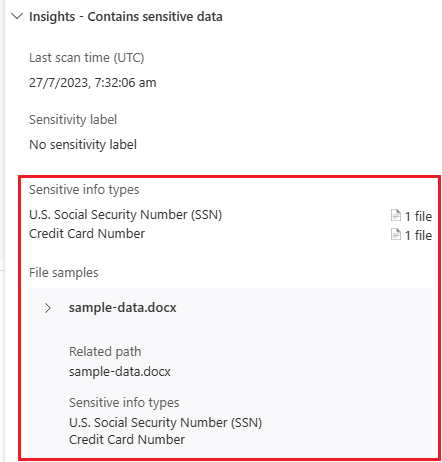 Insights - Contains sensitive data
Last scan time (UTC)
27/7/2023, 7:32:06 am
Sensitivity label
No sensitivity label
Sensitive info types
U.S. Social Security Number (SSN) 1 file
Credit Card Number 1 file
File samples
sample-data.docx
Related path
sample-data.docx
Sensitive info types
U.S. Social Security Number (SSN)
Credit Card Number